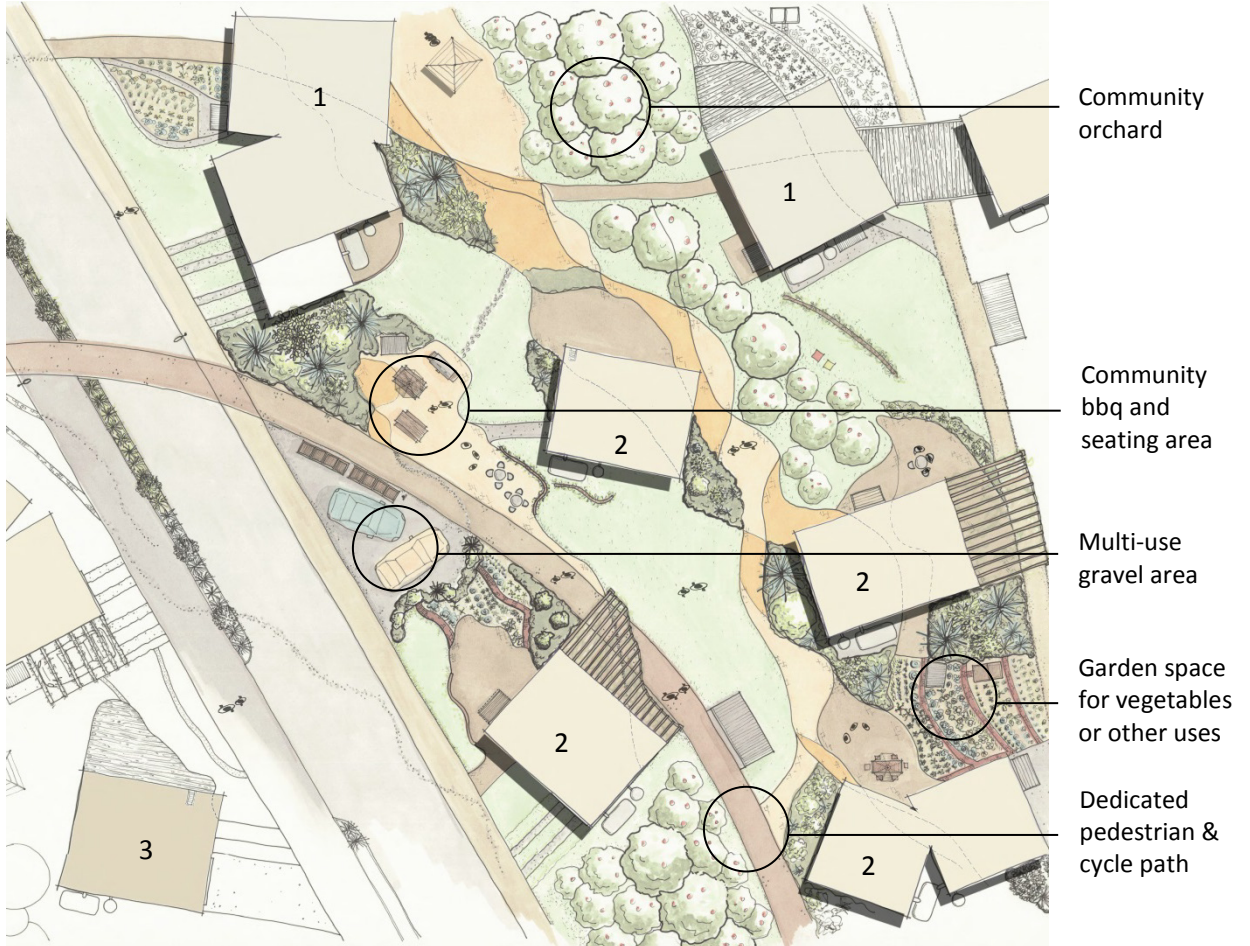 1
Community
orchard
1
Community
bbq and
seating area
2
Multi-use
gravel area
2
Garden space
for vegetables
or other uses
2
Dedicated
pedestrian &
cycle path
3
2